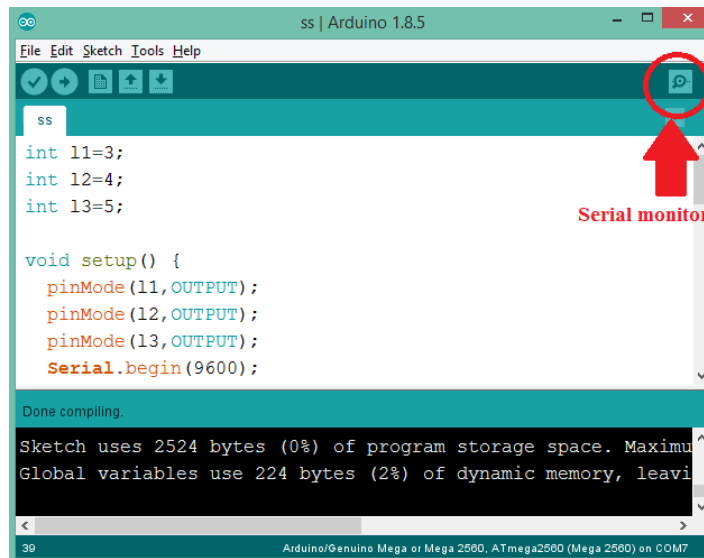 ss | Arduino 1.8.5
File Edit Sketch Tools Help
ss
int l1=3;
int l2=4;
int l3=5;
Serial monitor
void setup() {
pinMode(l1,OUTPUT);
pinMode(l2,OUTPUT);
pinMode(l3,OUTPUT);
Serial.begin(9600);
Done compiling.
Sketch uses 2524 bytes (0%) of program storage space. Maximu
Global variables use 224 bytes (2%) of dynamic memory, leavi
39 Arduino/Genuino Mega or Mega 2560, ATmega2560 (Mega 2560) on COM7